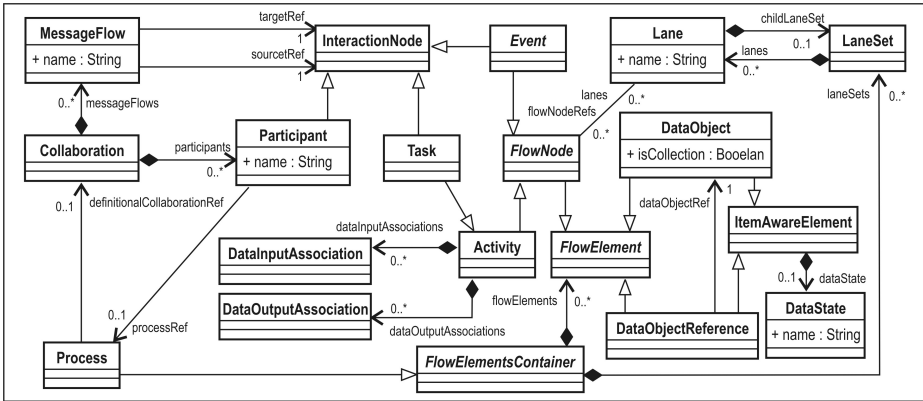 MessageFlow
+ name : String
targetRef
1
sourcetRef
1
InteractionNode
Event
Lane
+ name : String
childLaneSet
0..1
lanes
0..*
LaneSet
0..*
messageFlows
lanes
0..*
flowNodeRefs
0..*
laneSets
0..*
Collaboration
participants
0..*
Participant
+ name : String
Task
FlowNode
DataObject
+ isCollection : Booelan
0..1
definitionalCollaborationRef
dataObjectRef
1
ItemAwareElement
dataInputAssociations
0..*
DataInputAssociation
Activity
FlowElement
0..1
dataState
DataOutputAssociation
0..*
dataOutputAssociations
flowElements
0..*
DataObjectReference
DataState
+ name : String
0..1
processRef
Process
FlowElementsContainer